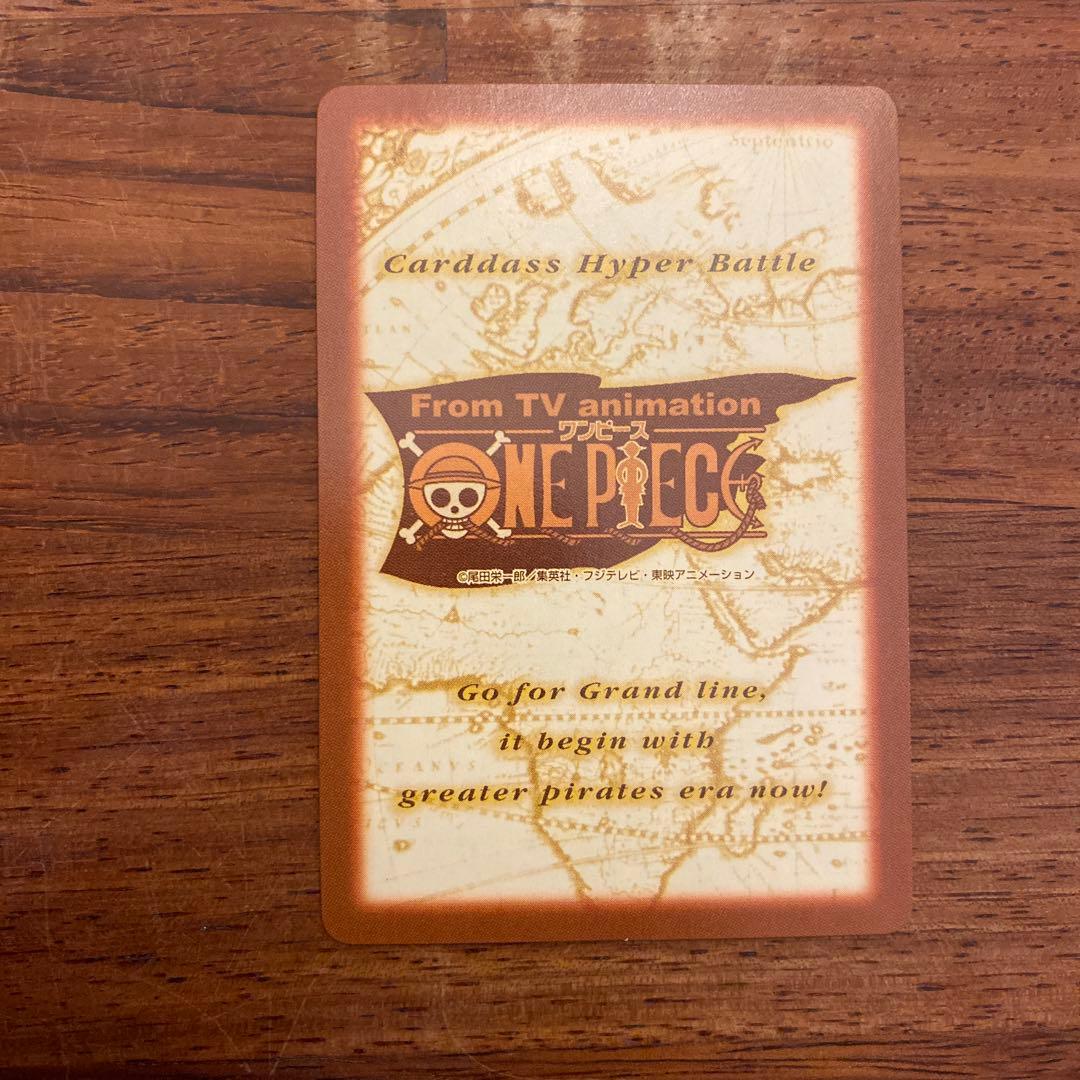 Septentrio
Carddass Hyper Battle
From TV animation
ワンピース
ONE PIECE
©尾田栄一郎／集英社・フジテレビ・東映アニメーション
Go for Grand line,
it begin with
greater pirates era now!